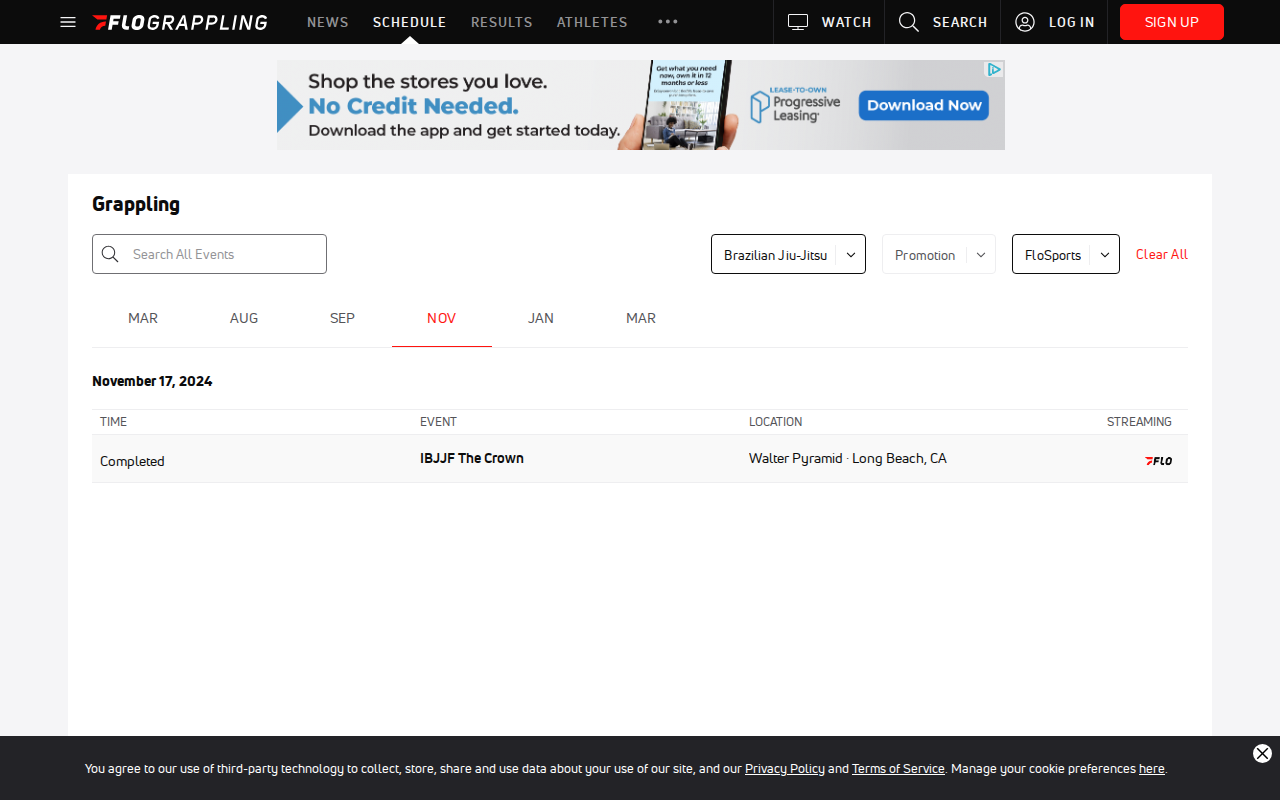 FLOGRAPPLING NEWS SCHEDULE RESULTS ATHLETES WATCH SEARCH LOG IN SIGN UP
Shop the stores you love.
No Credit Needed.
Download the app and get started today.
Get what you need
now, own it in 12
months or less
LEASE-TO-OWN
Progressive
Leasing
Download Now
Grappling
Search All Events Brazilian Jiu-Jitsu Promotion FloSports Clear All
MAR AUG SEP NOV JAN MAR
November 17, 2024
TIME EVENT LOCATION STREAMING
Completed IBJJF The Crown Walter Pyramid · Long Beach, CA FLO
You agree to our use of third-party technology to collect, store, share and use data about your use of our site, and our Privacy Policy and Terms of Service. Manage your cookie preferences here.